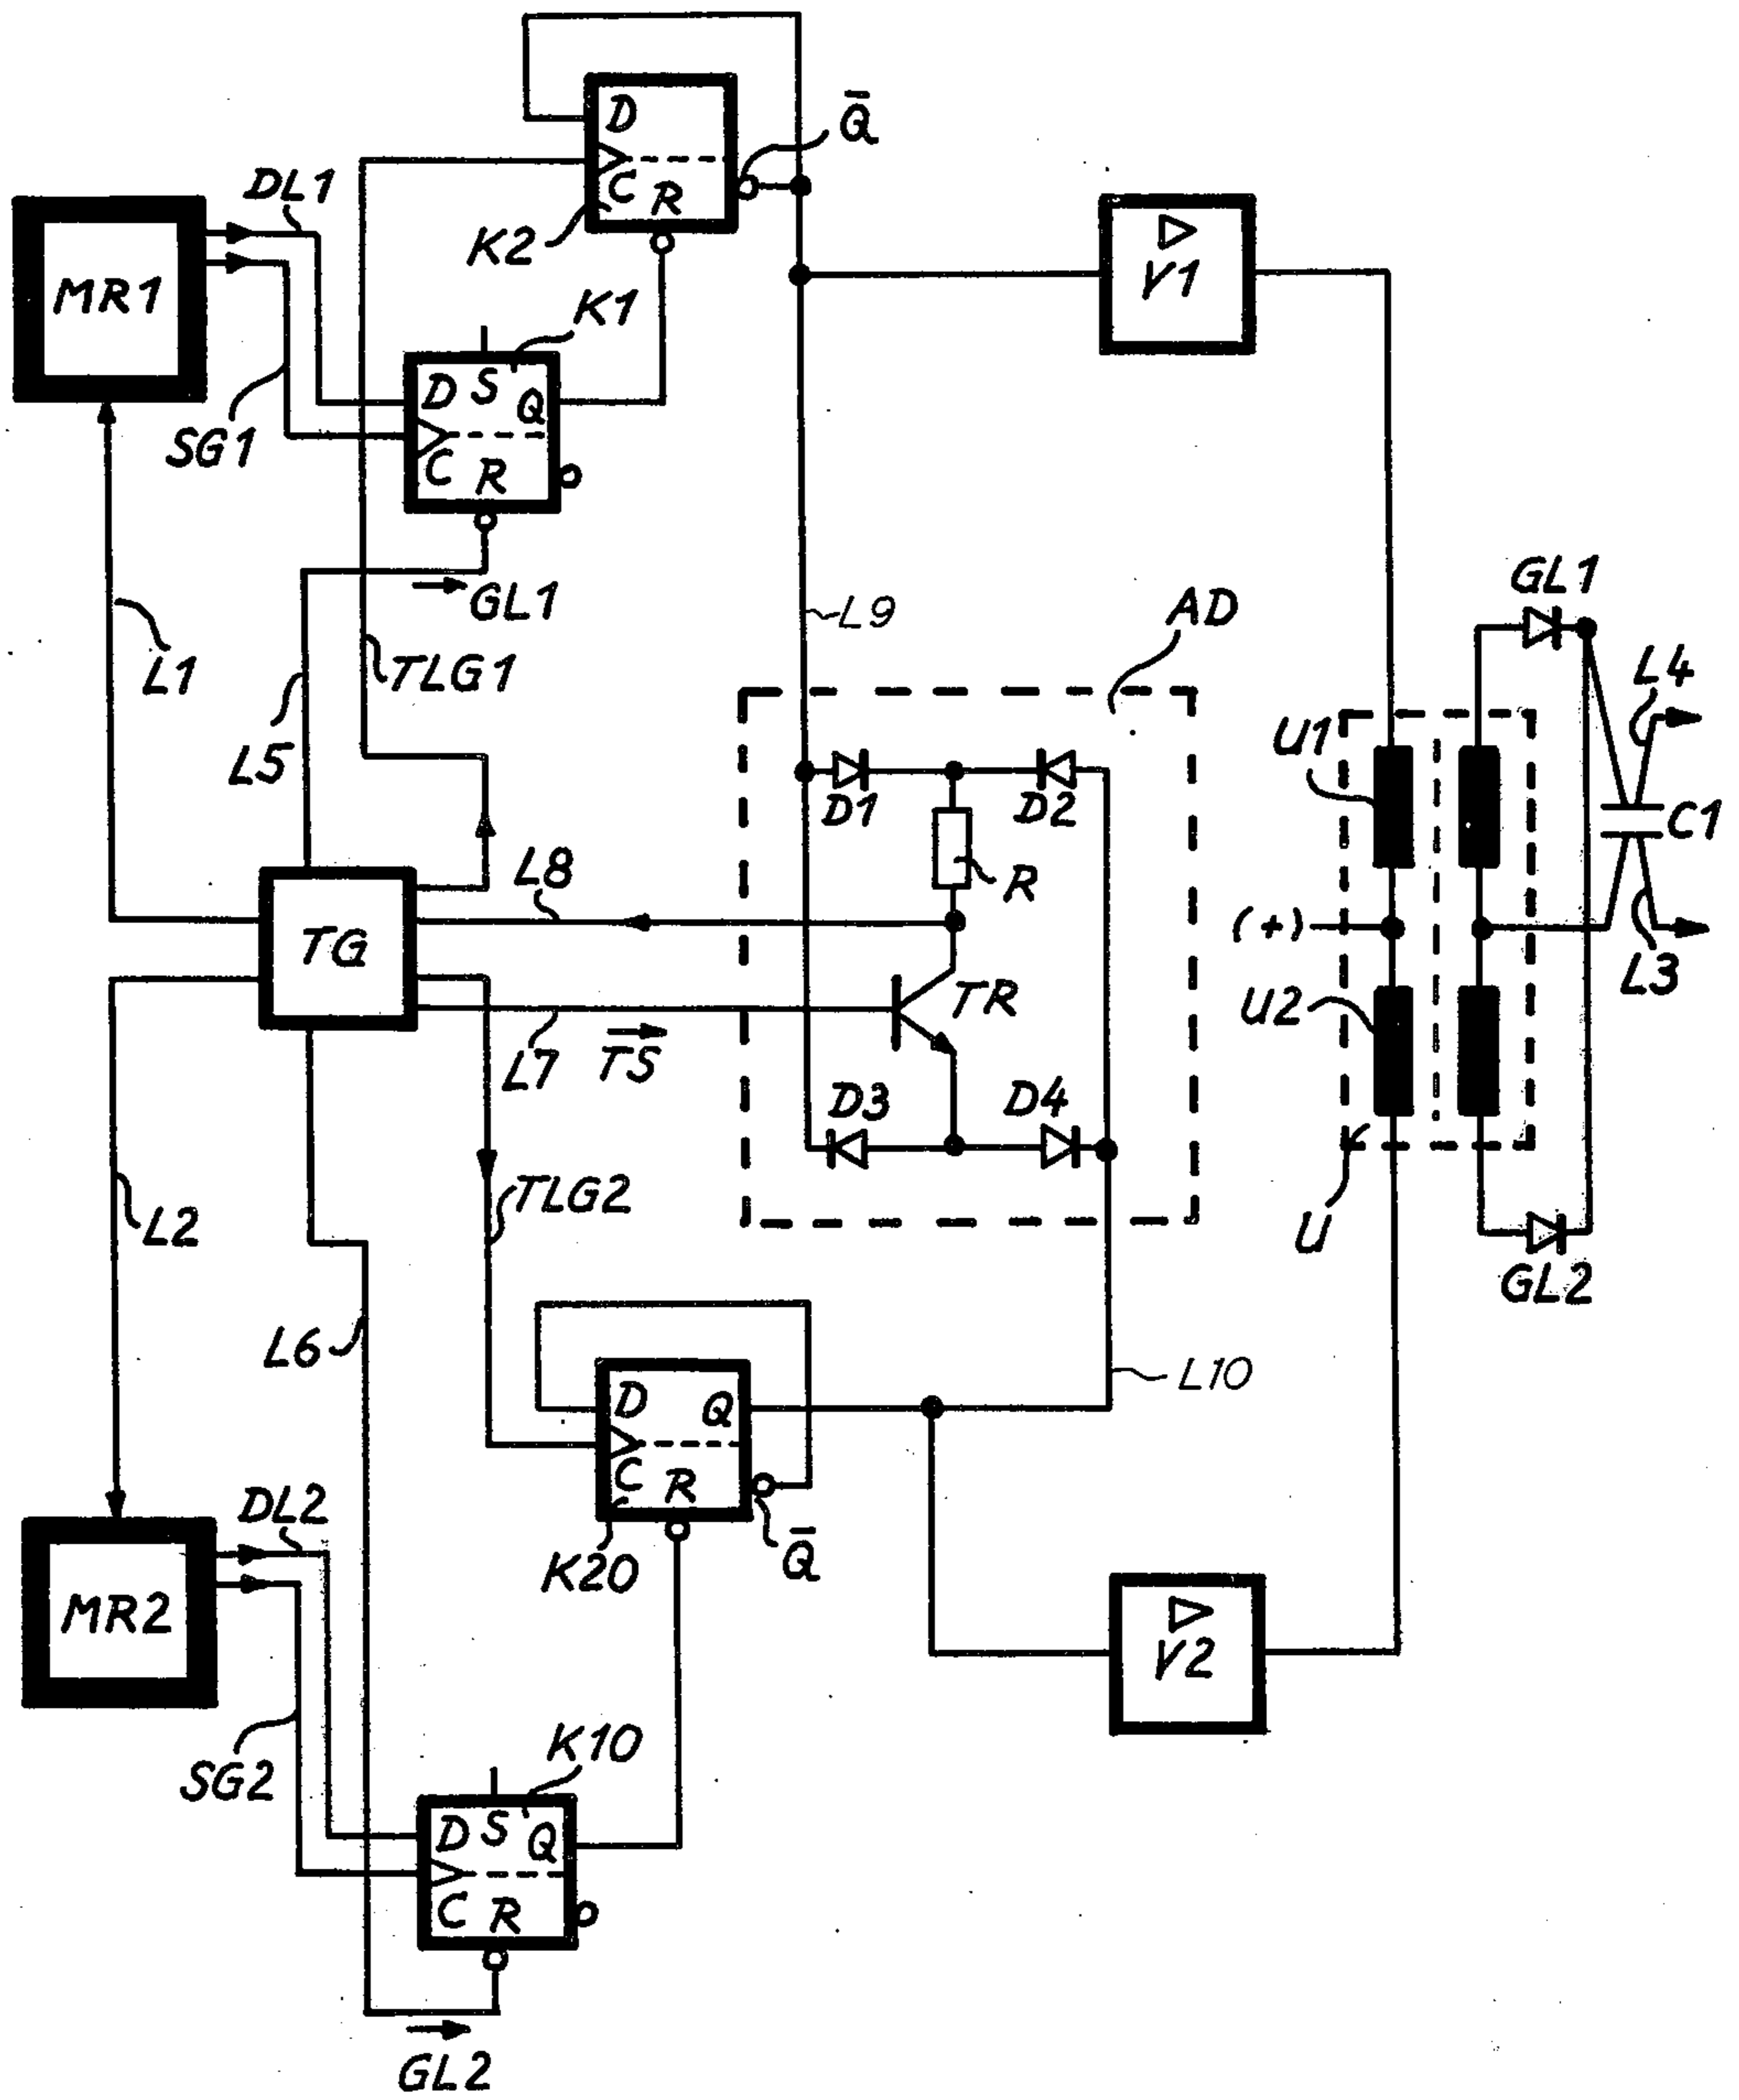 D
Q̄
C
R
K2
DL1
MR1
SG1
K1
D
S
Q
C
R
V1
GL1
L9
AD
GL1
L4
TLG1
L1
L5
U1
D1
D2
C1
R
L8
TG
(+)
TR
L3
U2
L7
TS
D3
D4
L2
TLG2
U
GL2
L6
L10
D
Q
C
R
Q̄
K20
DL2
MR2
V2
SG2
K10
D
S
Q
C
R
GL2